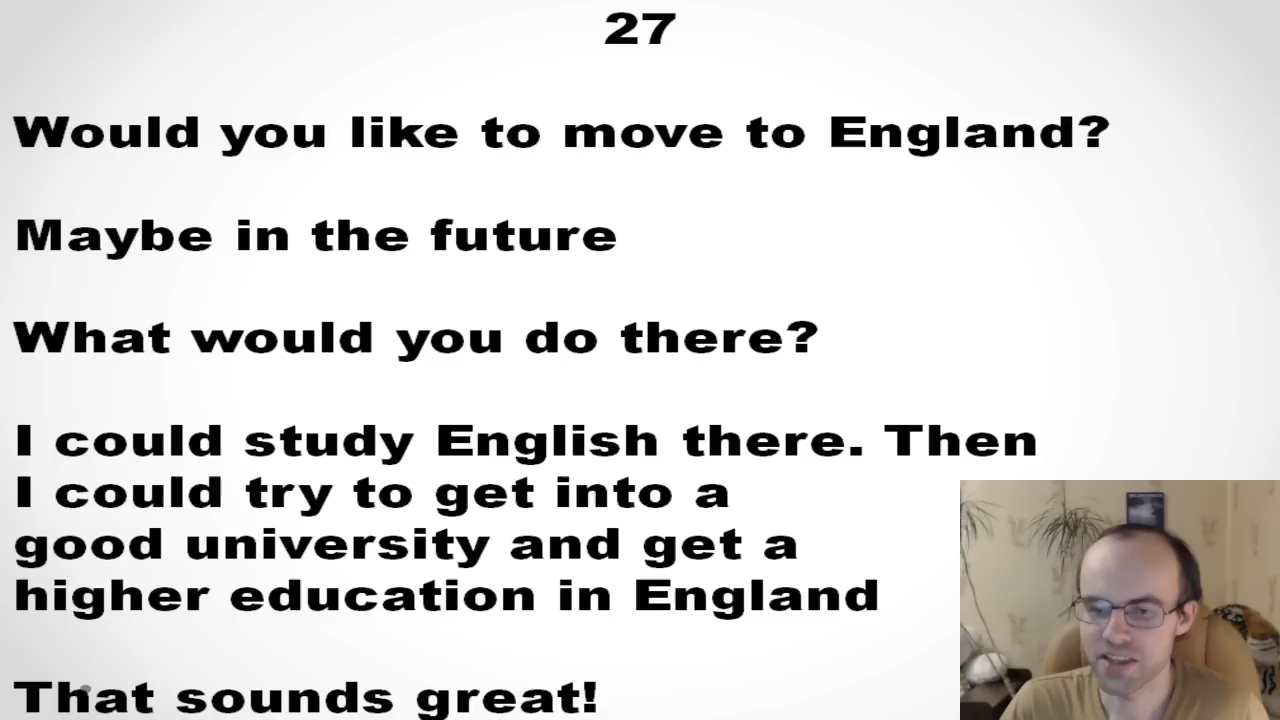 27
Would you like to move to England?
Maybe in the future
What would you do there?
I could study English there. Then
I could try to get into a
good university and get a
higher education in England
That sounds great!